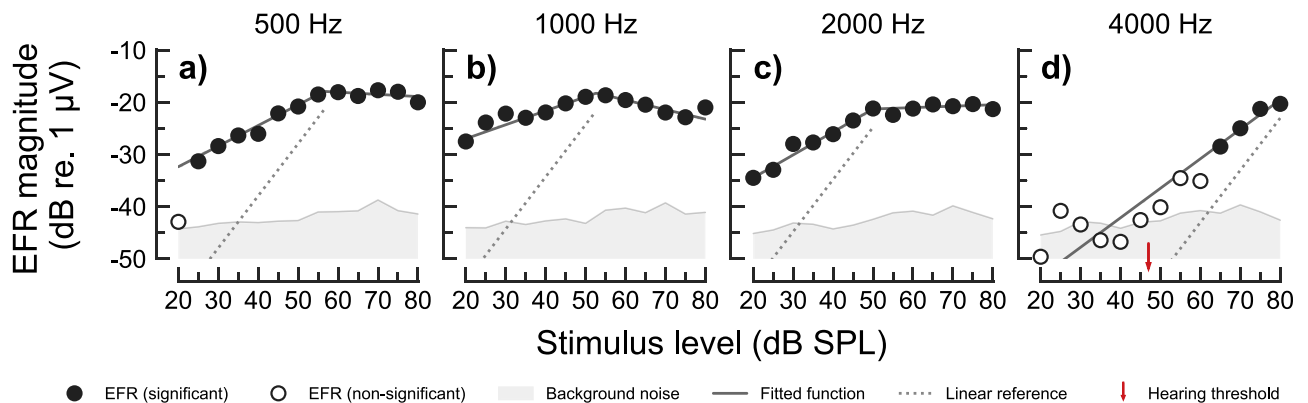 500 Hz 1000 Hz 2000 Hz 4000 Hz
a) b) c) d)
EFR magnitude
(dB re. 1 μV)
-10
-20
-30
-40
-50
20 30 40 50 60 70 80 20 30 40 50 60 70 80 20 30 40 50 60 70 80 20 30 40 50 60 70 80
Stimulus level (dB SPL)
EFR (significant) EFR (non-significant) Background noise Fitted function Linear reference Hearing threshold